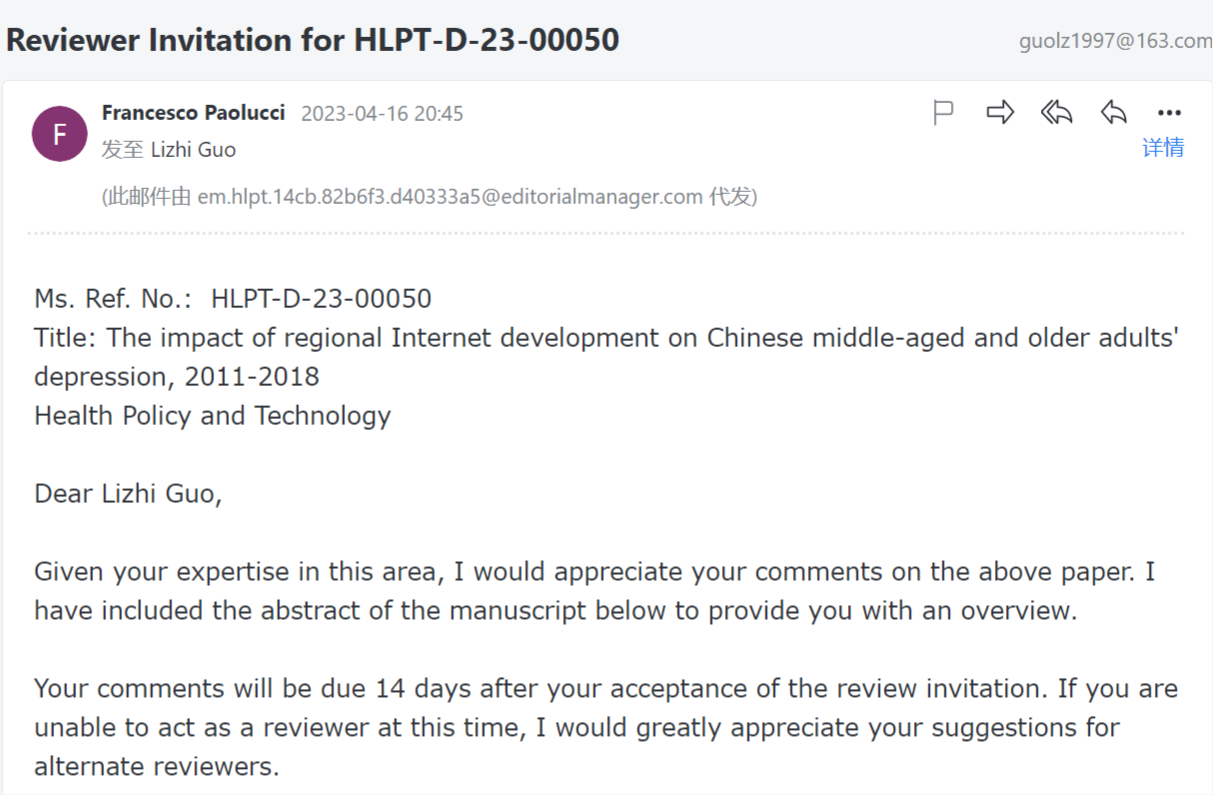 Reviewer Invitation for HLPT-D-23-00050
guolz1997@163.com
F
Francesco Paolucci 2023-04-16 20:45
发至 Lizhi Guo
详情
(此邮件由 em.hlpt.14cb.82b6f3.d40333a5@editorialmanager.com 代发)
Ms. Ref. No.:  HLPT-D-23-00050
Title: The impact of regional Internet development on Chinese middle-aged and older adults'
depression, 2011-2018
Health Policy and Technology
Dear Lizhi Guo,
Given your expertise in this area, I would appreciate your comments on the above paper. I
have included the abstract of the manuscript below to provide you with an overview.
Your comments will be due 14 days after your acceptance of the review invitation. If you are
unable to act as a reviewer at this time, I would greatly appreciate your suggestions for
alternate reviewers.